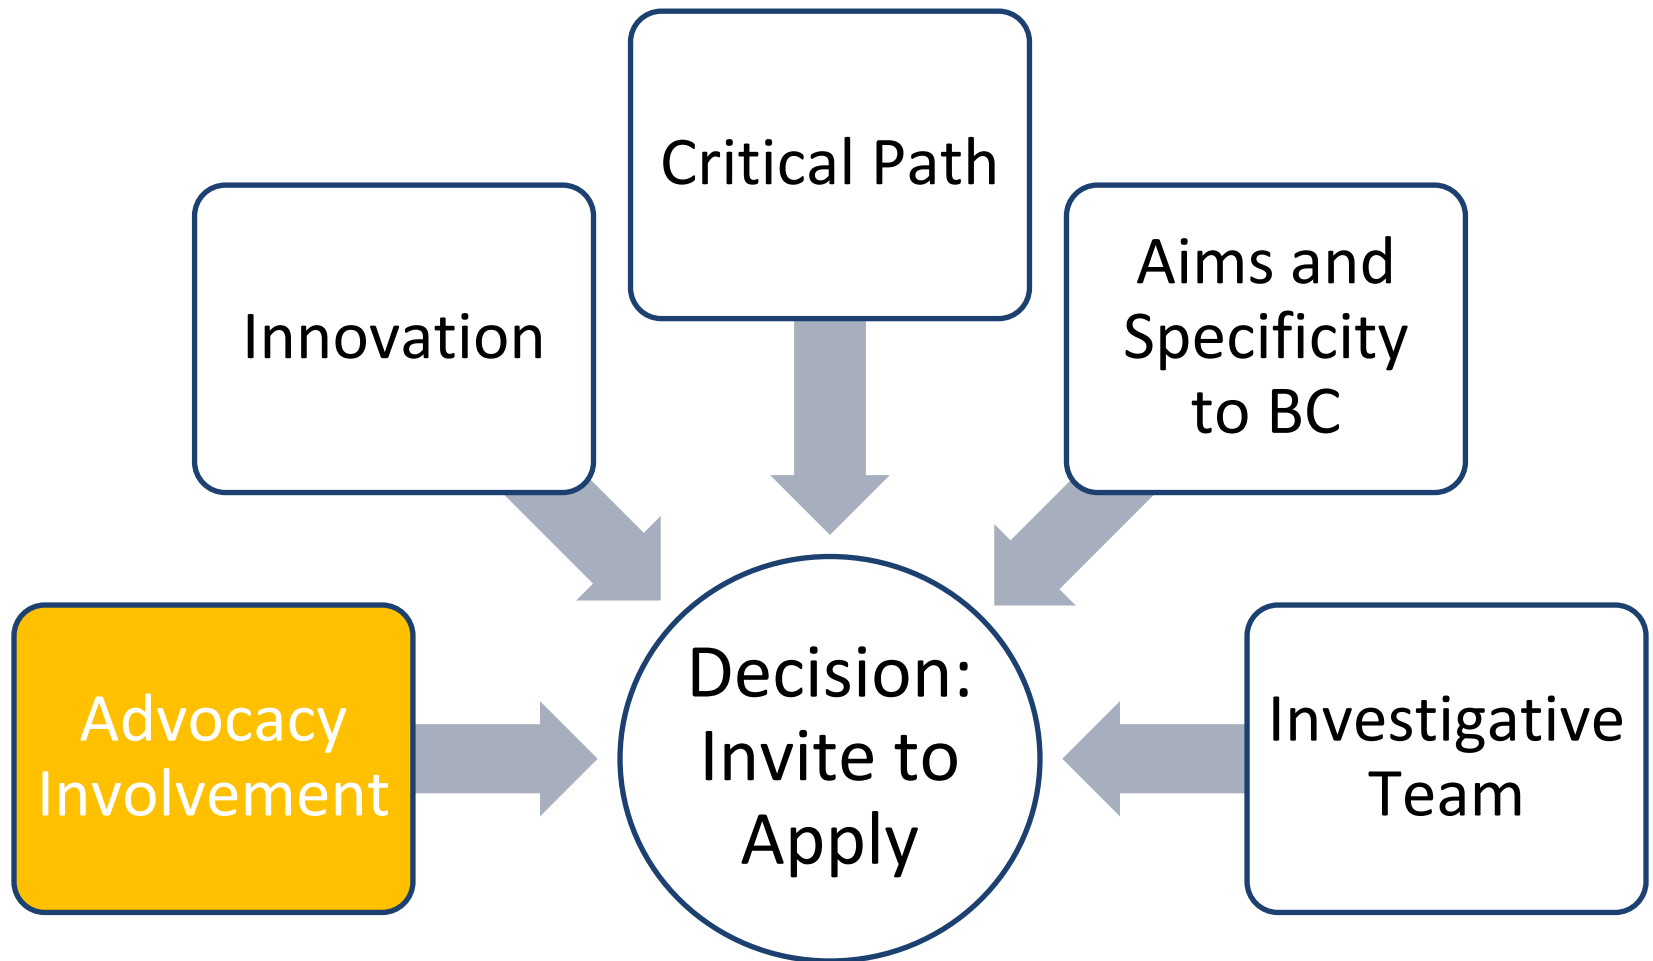 Critical Path
Innovation
Aims and
Specificity
to BC
Advocacy
Involvement
Decision:
Invite to
Apply
Investigative
Team